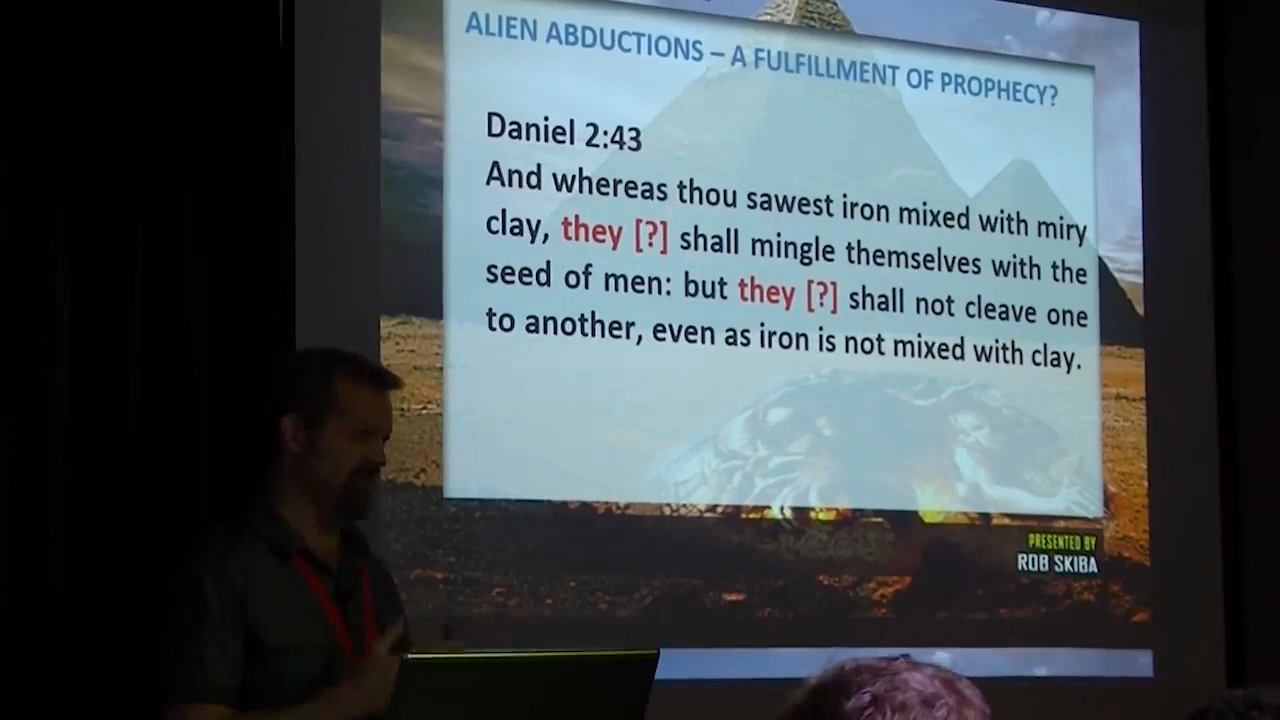 ALIEN ABDUCTIONS – A FULFILLMENT OF PROPHECY?
Daniel 2:43
And whereas thou sawest iron mixed with miry
clay, they [?] shall mingle themselves with the
seed of men: but they [?] shall not cleave one
to another, even as iron is not mixed with clay.
PRESENTED BY
ROB SKIBA